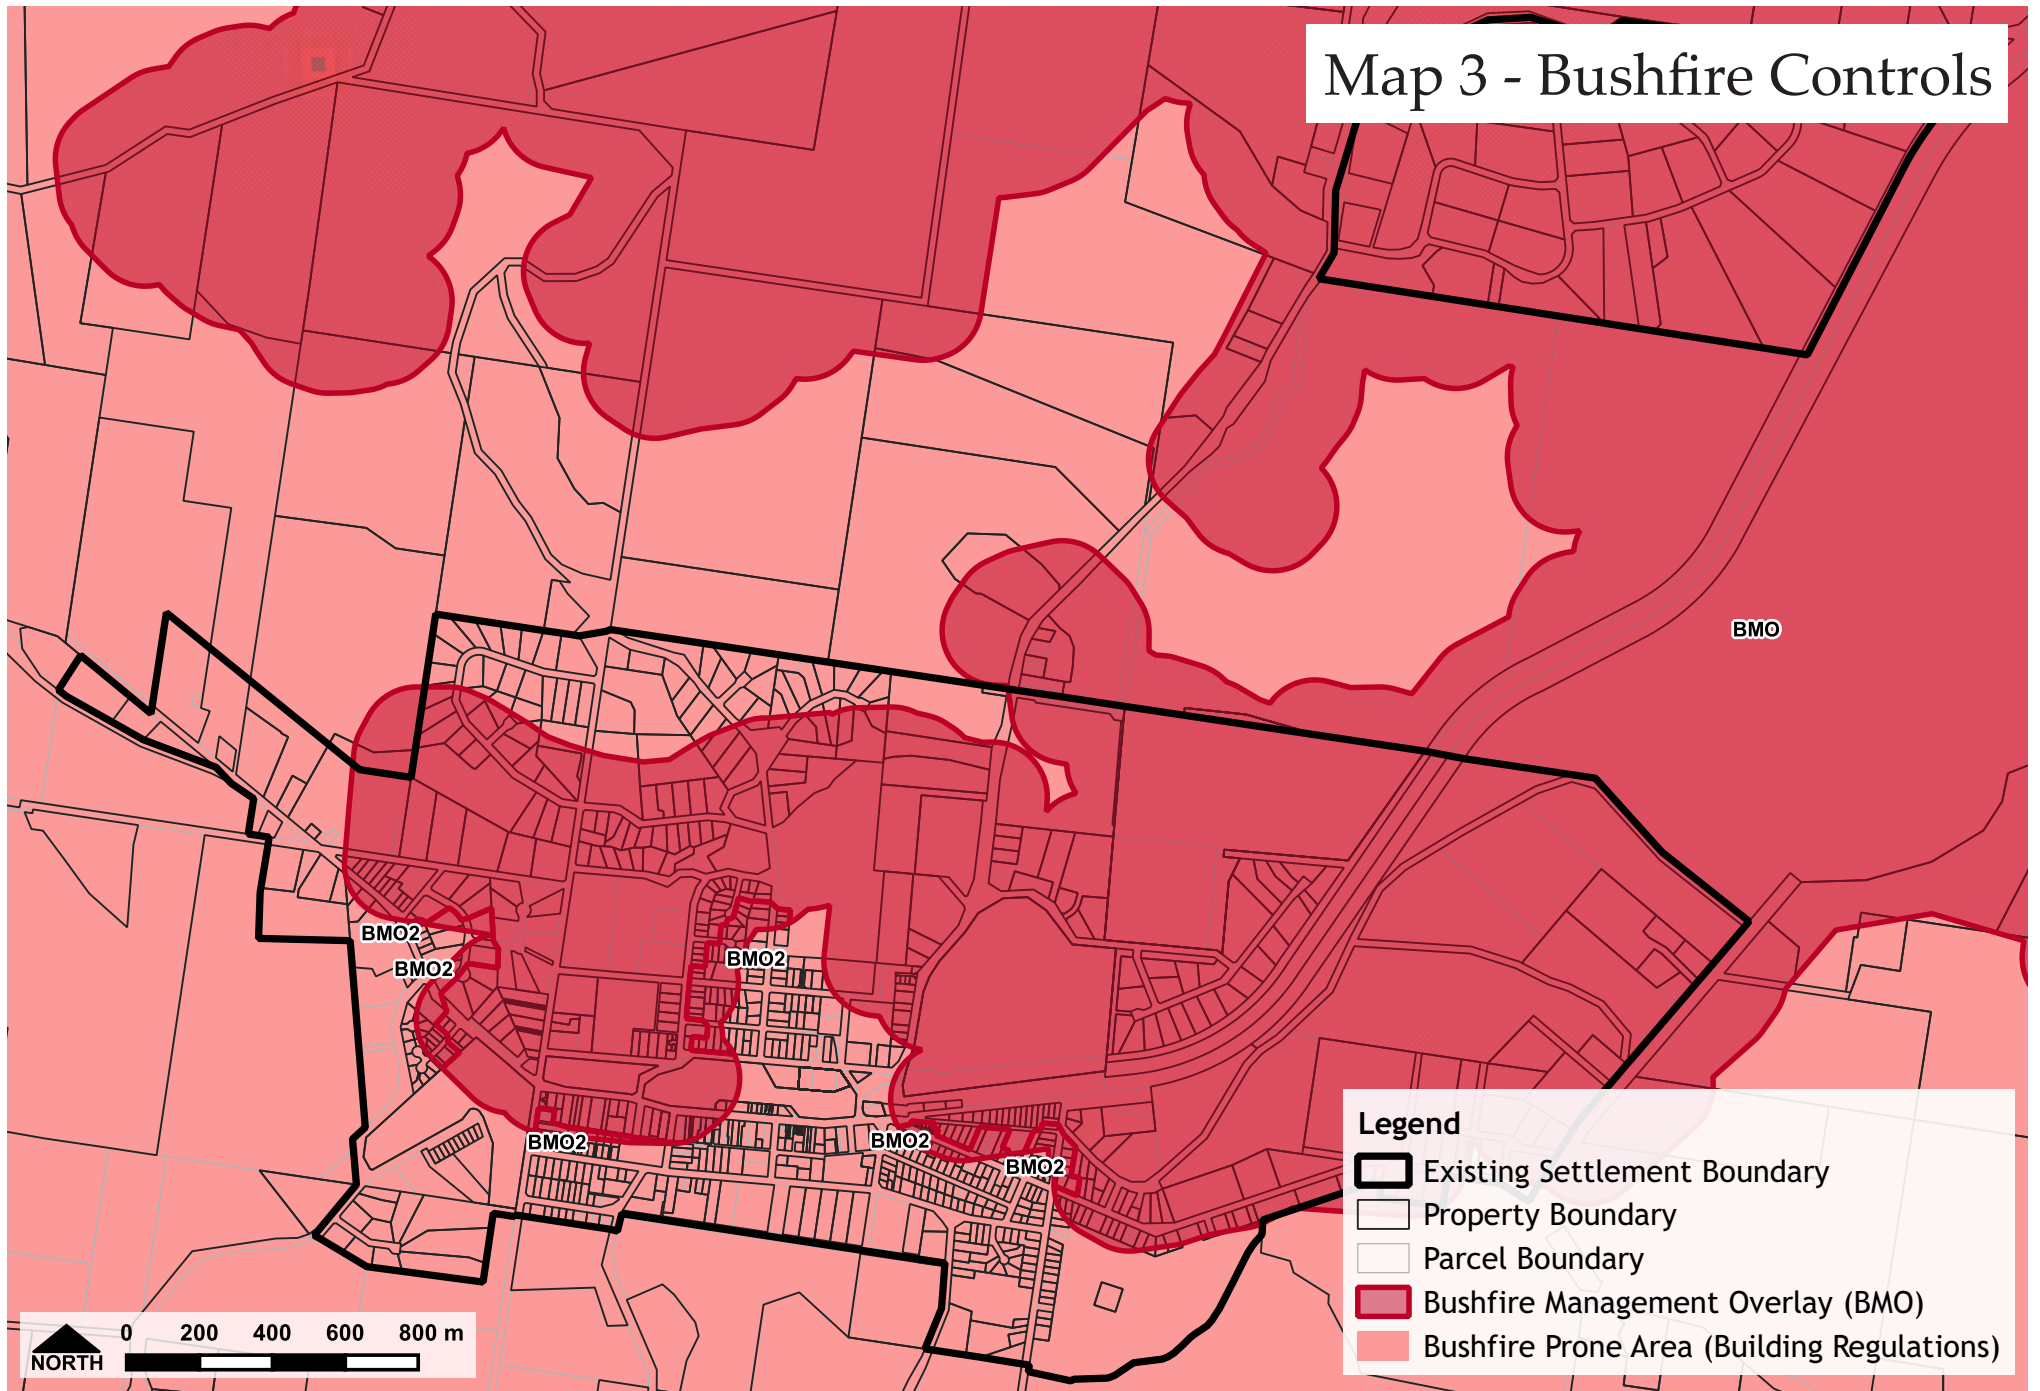 Map 3 - Bushfire Controls
BMO
BMO2
BMO2
BMO2
BMO2
BMO2
BMO2
Legend
Existing Settlement Boundary
Property Boundary
Parcel Boundary
Bushfire Management Overlay (BMO)
Bushfire Prone Area (Building Regulations)
NORTH
0 200 400 600 800 m